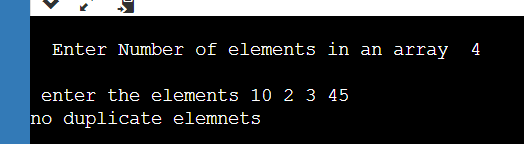 Enter Number of elements in an array  4
enter the elements 10 2 3 45
no duplicate elemnets